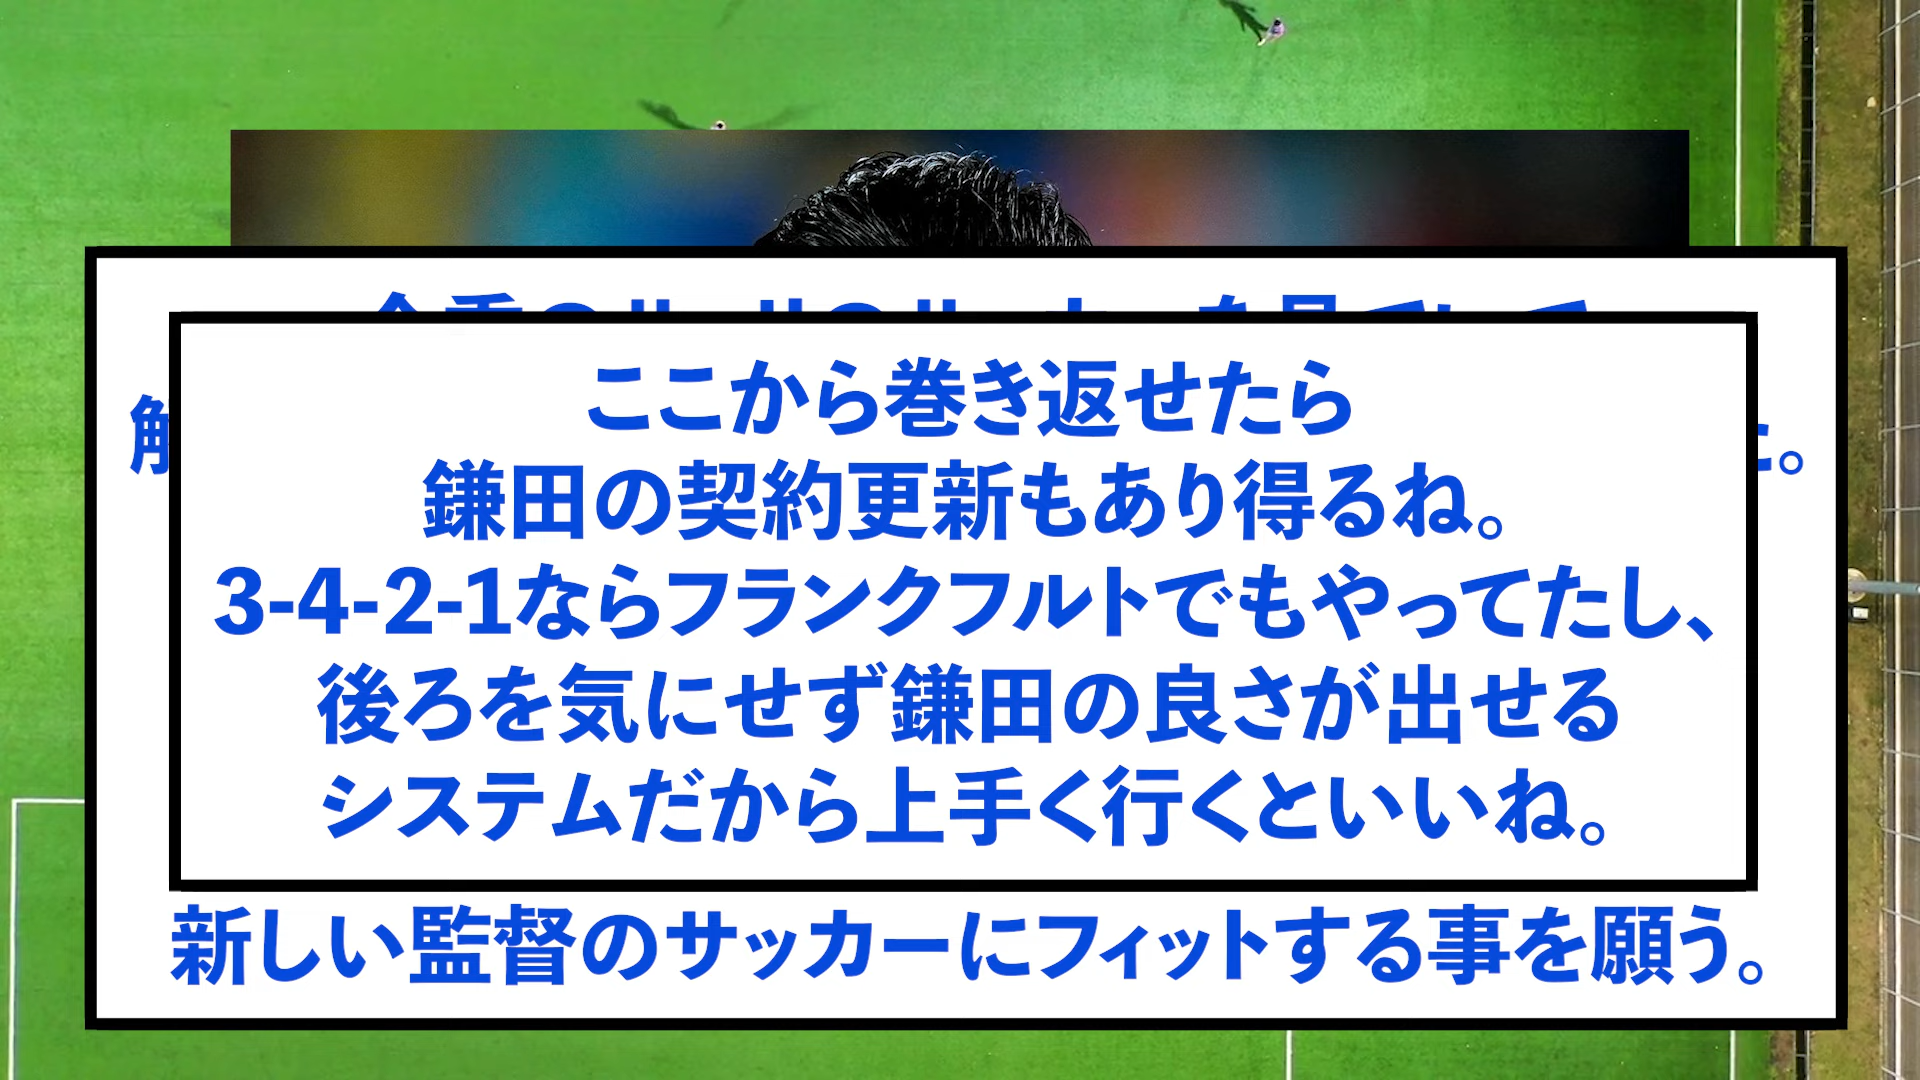 ここから巻き返せたら
鎌田の契約更新もあり得るね。
3-4-2-1ならフランクフルトでもやってたし、
後ろを気にせず鎌田の良さが出せる
システムだから上手く行くといいね。
新しい監督のサッカーにフィットする事を願う。